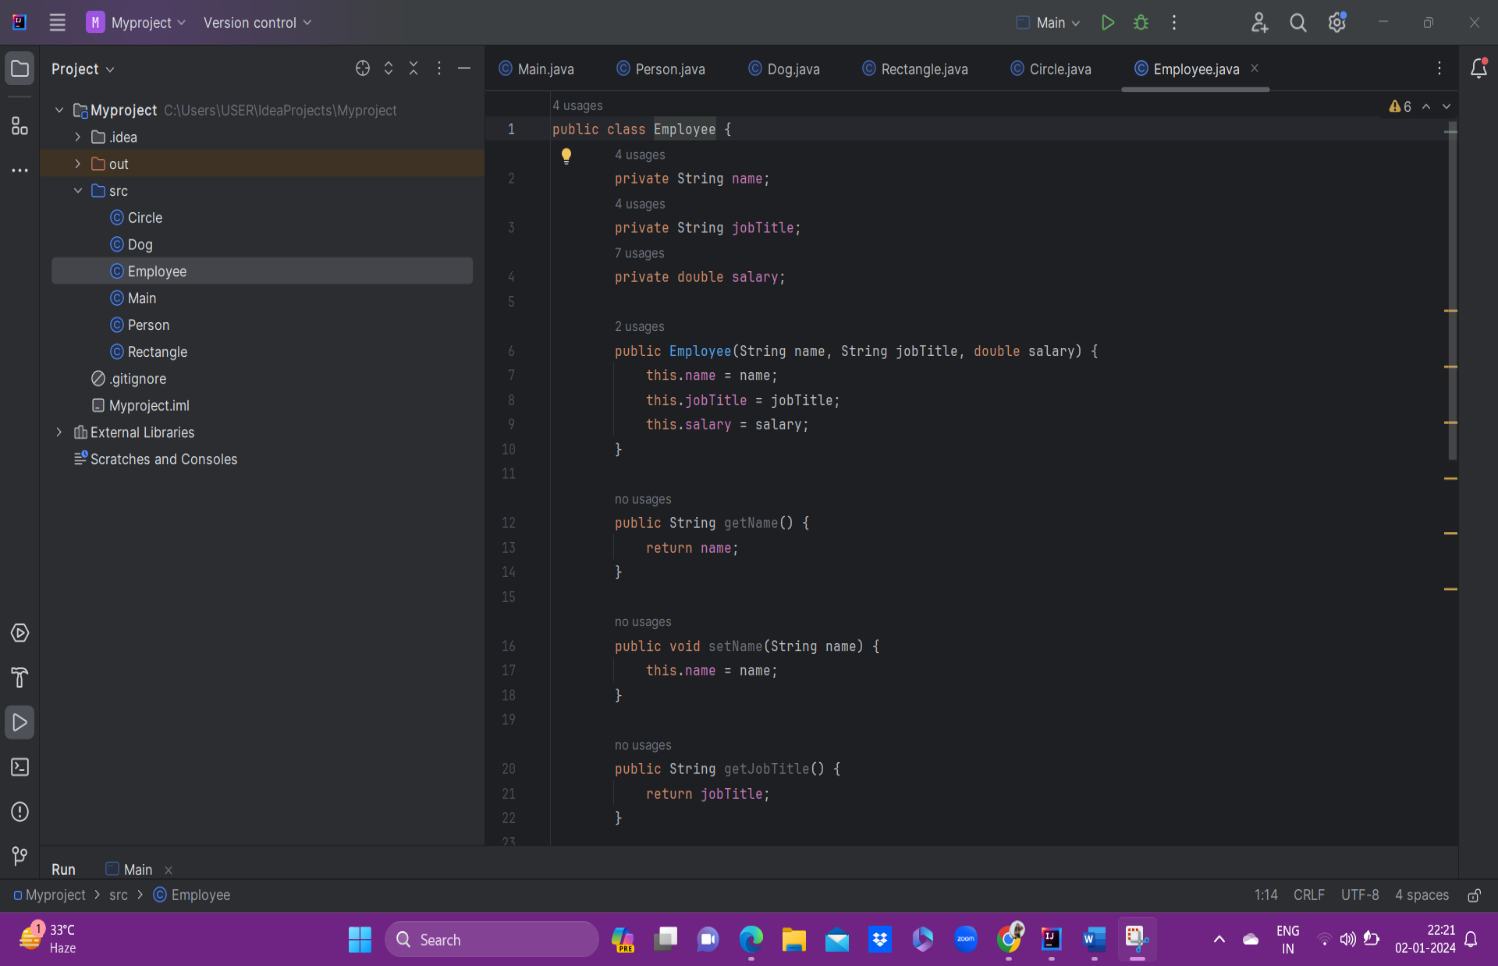 M Myproject Version control Main
Project
Main.java Person.java Dog.java Rectangle.java Circle.java Employee.java
Myproject C:\Users\USER\IdeaProjects\Myproject
.idea
out
src
Circle
Dog
Employee
Main
Person
Rectangle
.gitignore
Myproject.iml
External Libraries
Scratches and Consoles
4 usages
6
1 public class Employee {
4 usages
2 private String name;
4 usages
3 private String jobTitle;
7 usages
4 private double salary;
5
2 usages
6 public Employee(String name, String jobTitle, double salary) {
7 this.name = name;
8 this.jobTitle = jobTitle;
9 this.salary = salary;
10 }
11
no usages
12 public String getName() {
13 return name;
14 }
15
no usages
16 public void setName(String name) {
17 this.name = name;
18 }
19
no usages
20 public String getJobTitle() {
21 return jobTitle;
22 }
23
Run Main
Myproject > src > Employee
1:14 CRLF UTF-8 4 spaces
1 33°C
Haze
Search
PRE
zoom
ENG
IN
22:21
02-01-2024